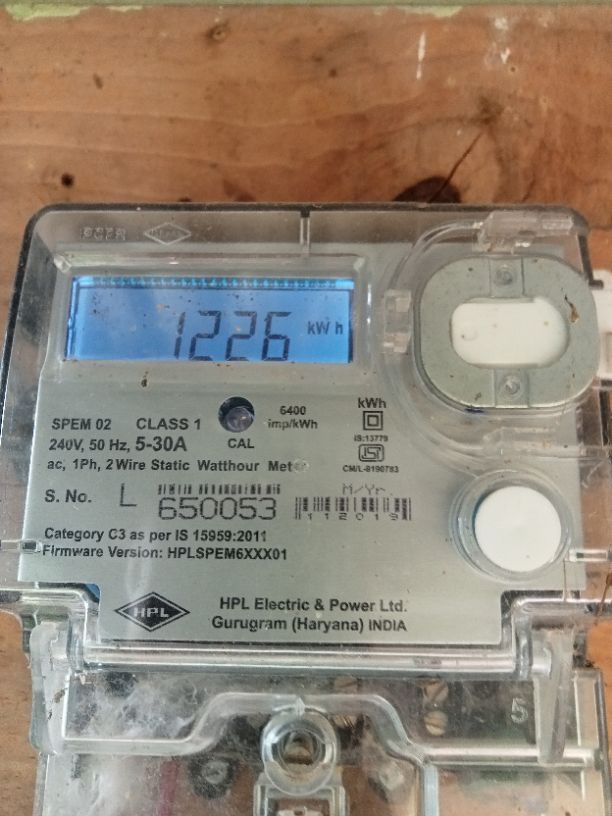 1226 kWh
SPEM 02 CLASS 1
6400
imp/kWh
kWh
240V, 50 Hz, 5-30A
CAL
IS:13779
ISI
CM/L-8190783
ac, 1Ph, 2 Wire Static Watthour Meter
M/Yr
S. No. L 650053
112019
Category C3 as per IS 15959:2011
Firmware Version: HPLSPEM6XXX01
HPL
HPL Electric & Power Ltd.
Gurugram (Haryana) INDIA
5